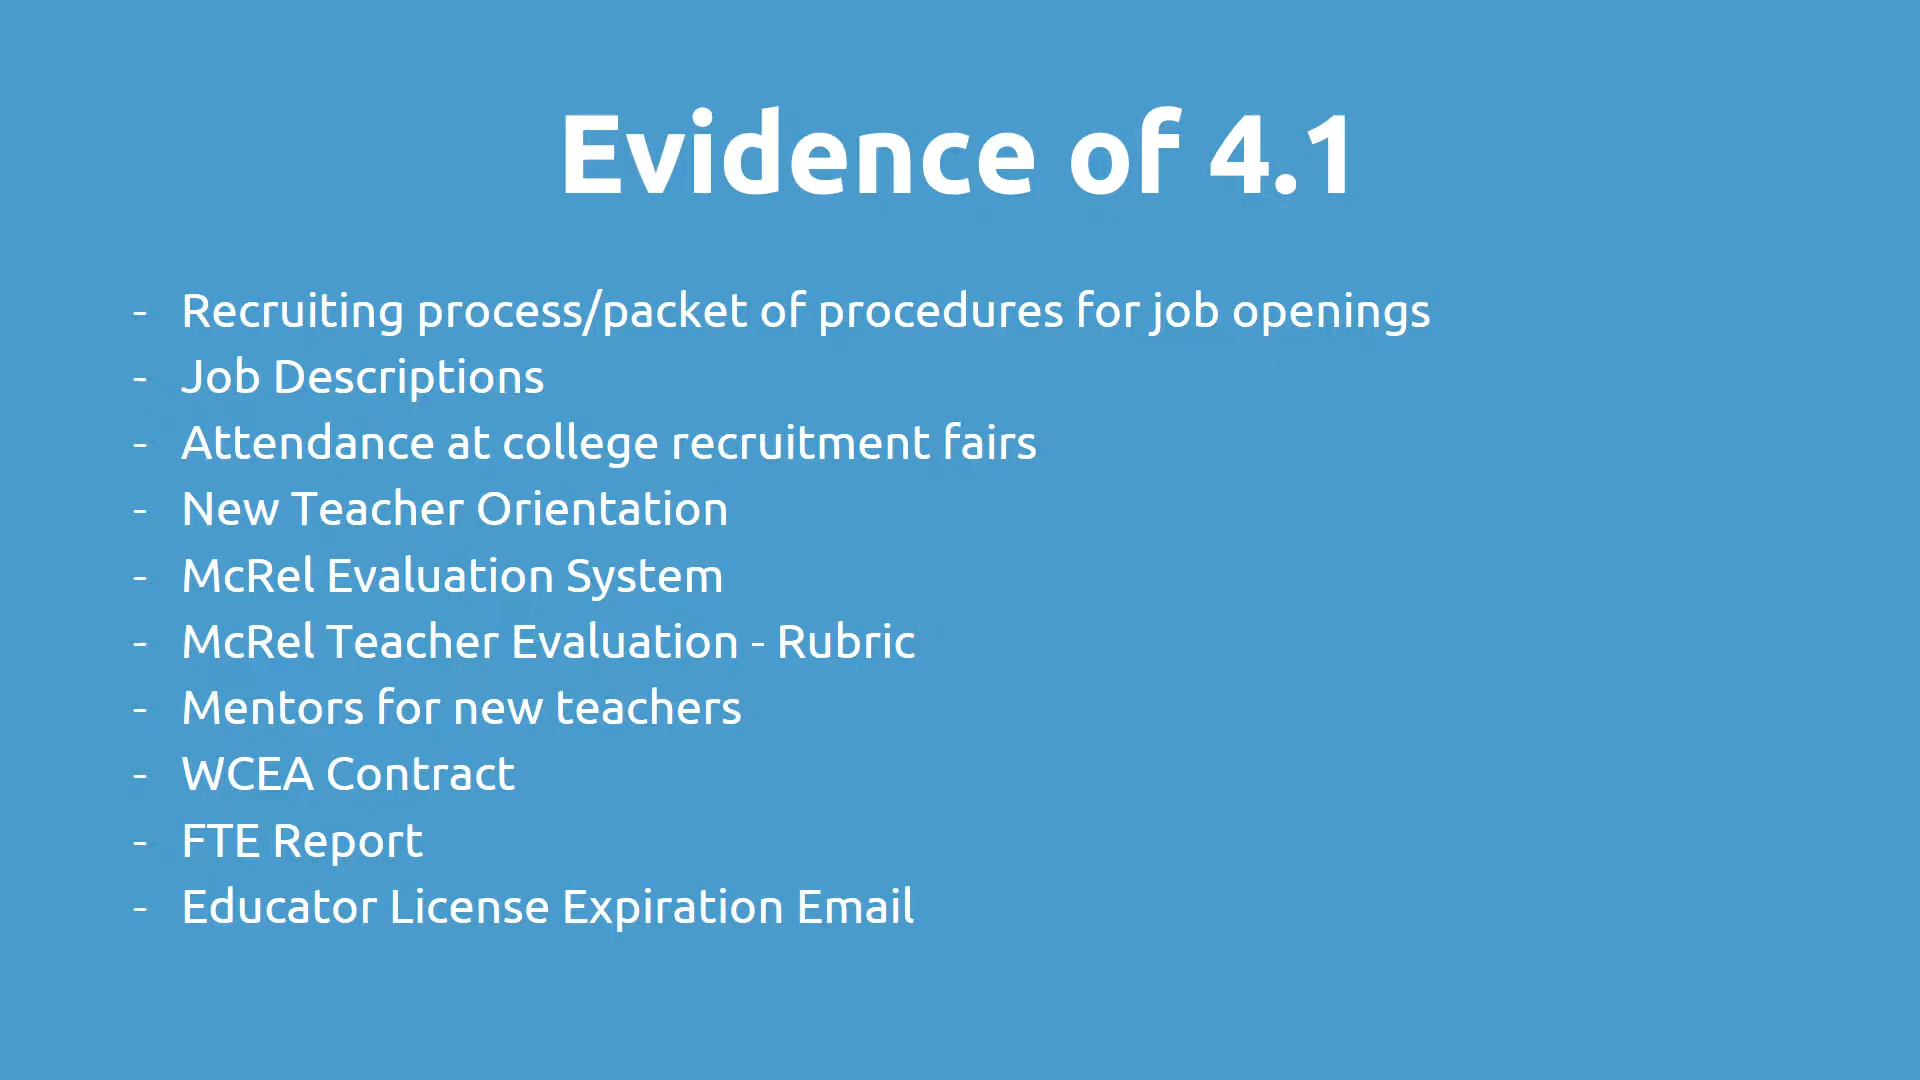 Evidence of 4.1
- Recruiting process/packet of procedures for job openings
- Job Descriptions
- Attendance at college recruitment fairs
- New Teacher Orientation
- McRel Evaluation System
- McRel Teacher Evaluation - Rubric
- Mentors for new teachers
- WCEA Contract
- FTE Report
- Educator License Expiration Email